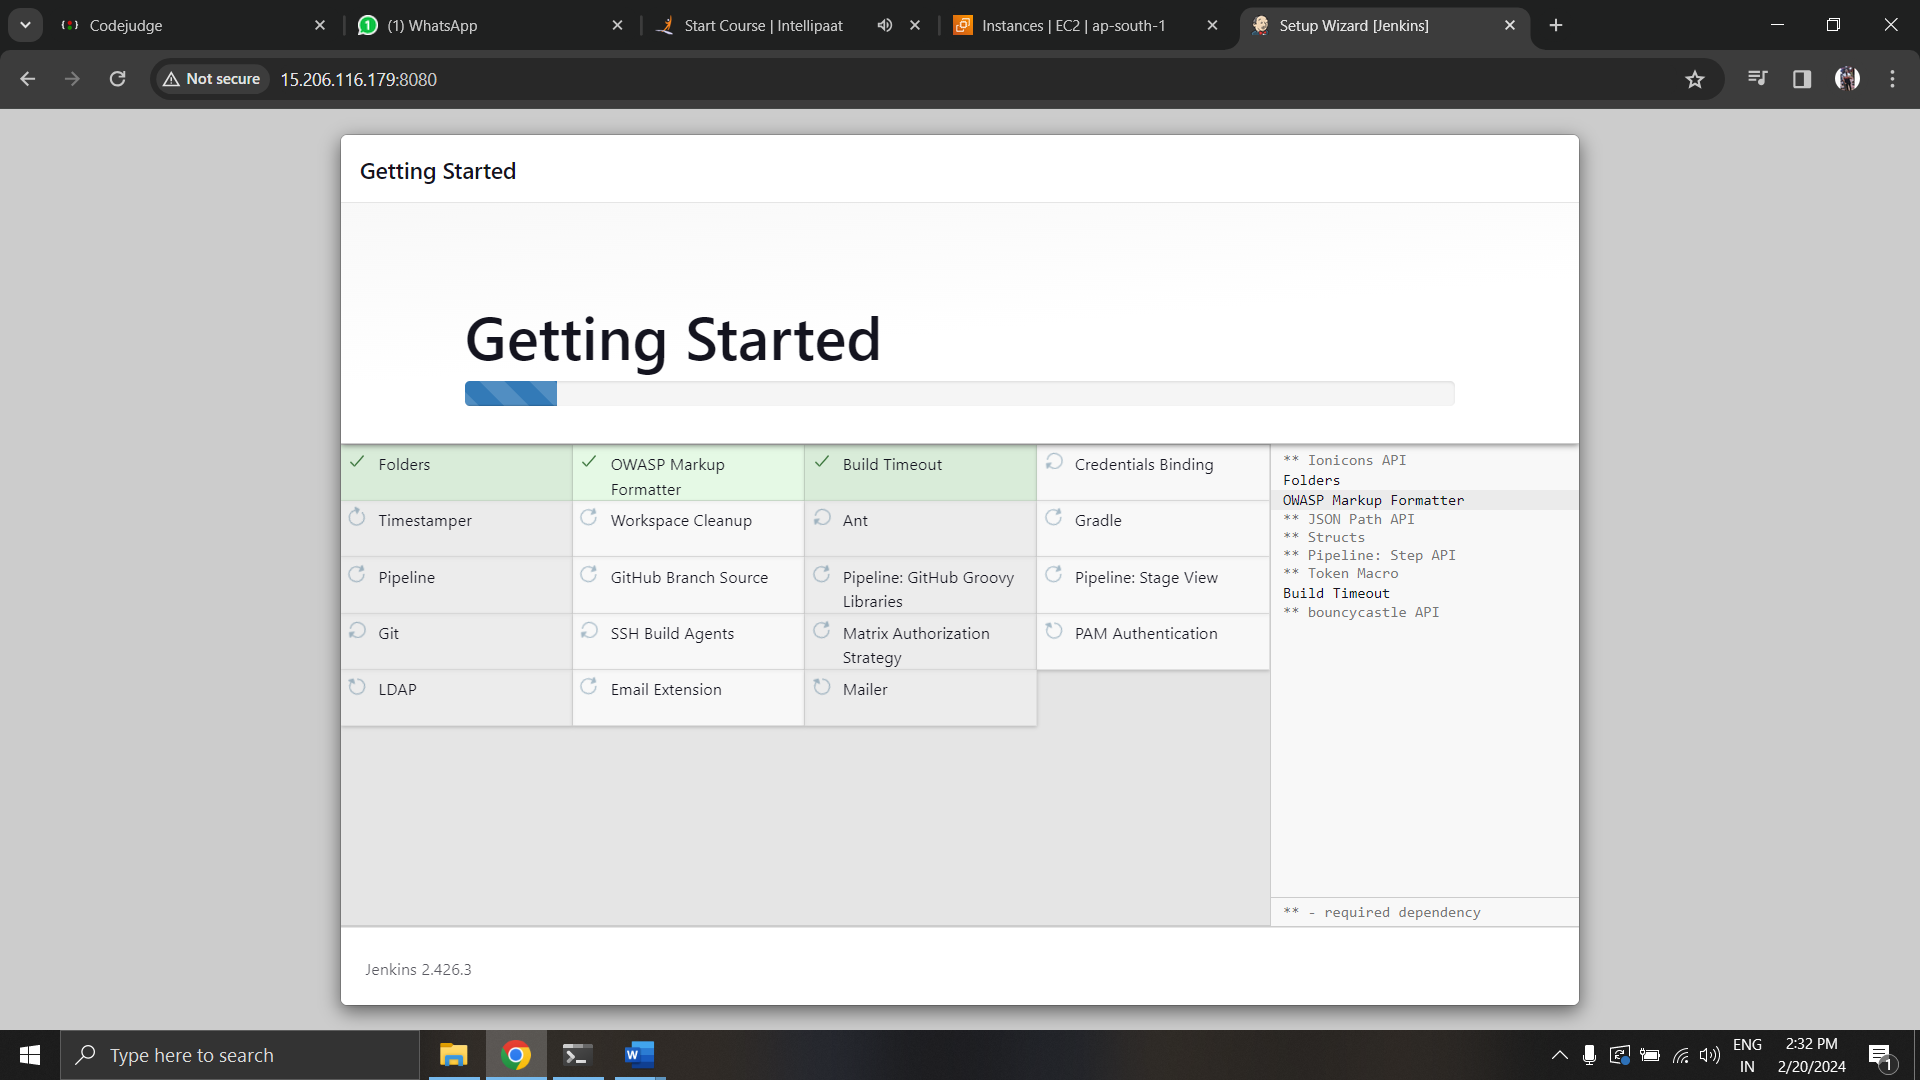 Codejudge
(1) WhatsApp
Start Course | Intellipaat
Instances | EC2 | ap-south-1
Setup Wizard [Jenkins]
Not secure
15.206.116.179:8080
Getting Started
Getting Started
Folders
OWASP Markup
Formatter
Build Timeout
Credentials Binding
Timestamper
Workspace Cleanup
Ant
Gradle
Pipeline
GitHub Branch Source
Pipeline: GitHub Groovy
Libraries
Pipeline: Stage View
Git
SSH Build Agents
Matrix Authorization
Strategy
PAM Authentication
LDAP
Email Extension
Mailer
** Ionicons API
Folders
OWASP Markup Formatter
** JSON Path API
** Structs
** Pipeline: Step API
** Token Macro
Build Timeout
** bouncycastle API
** - required dependency
Jenkins 2.426.3
Type here to search
ENG
IN
2:32 PM
2/20/2024
1